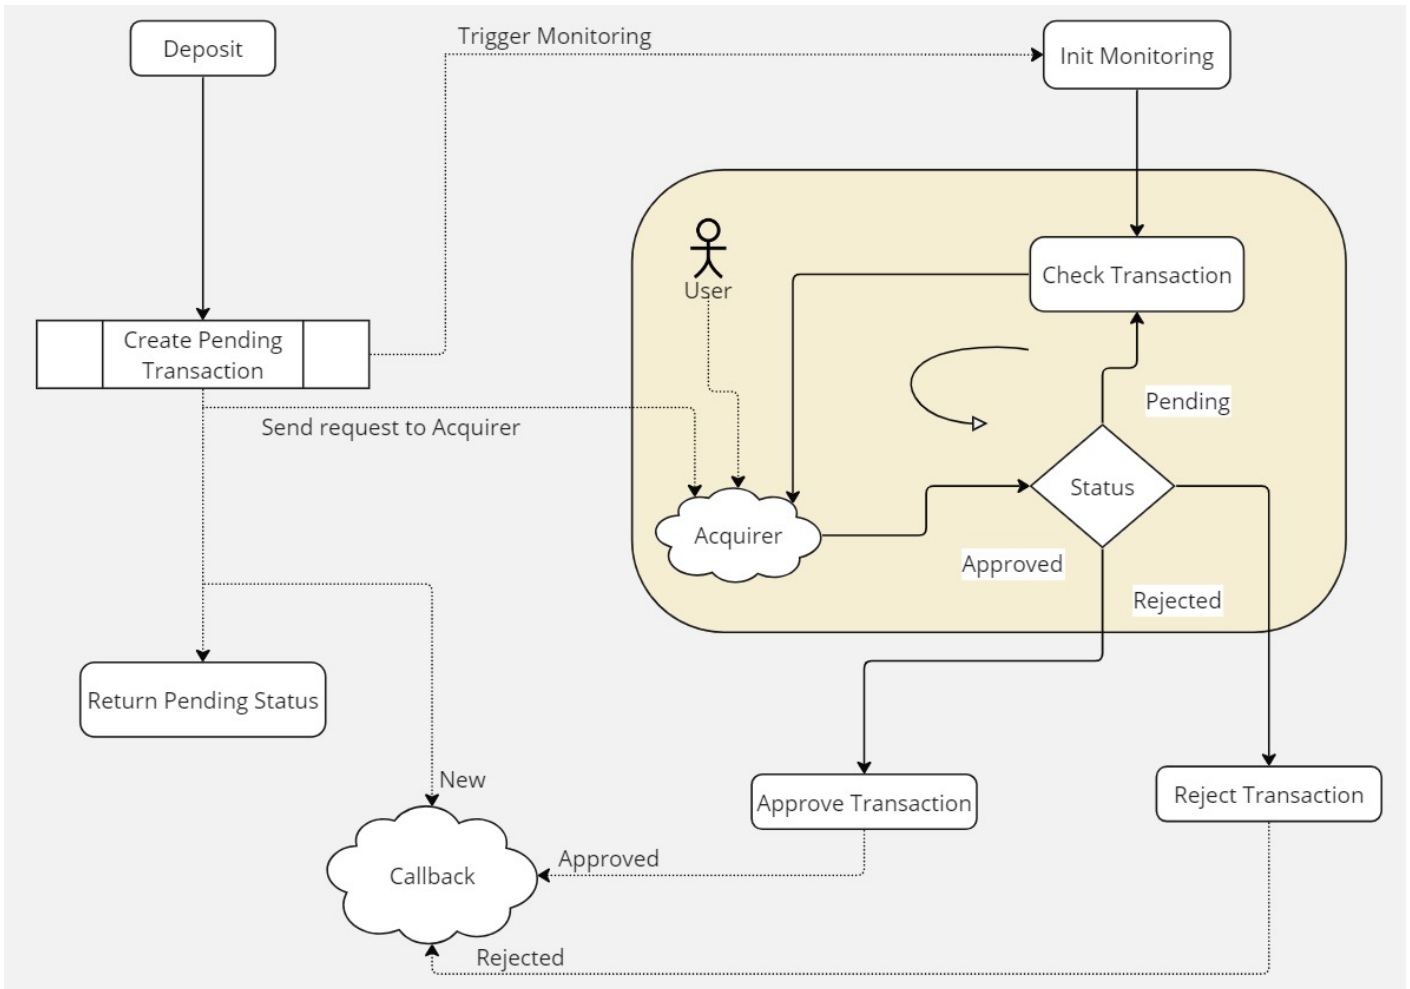 Deposit
Trigger Monitoring
Init Monitoring
User
Check Transaction
Create Pending
Transaction
Send request to Acquirer
Pending
Status
Acquirer
Approved
Rejected
Return Pending Status
New
Approve Transaction
Reject Transaction
Callback
Approved
Rejected